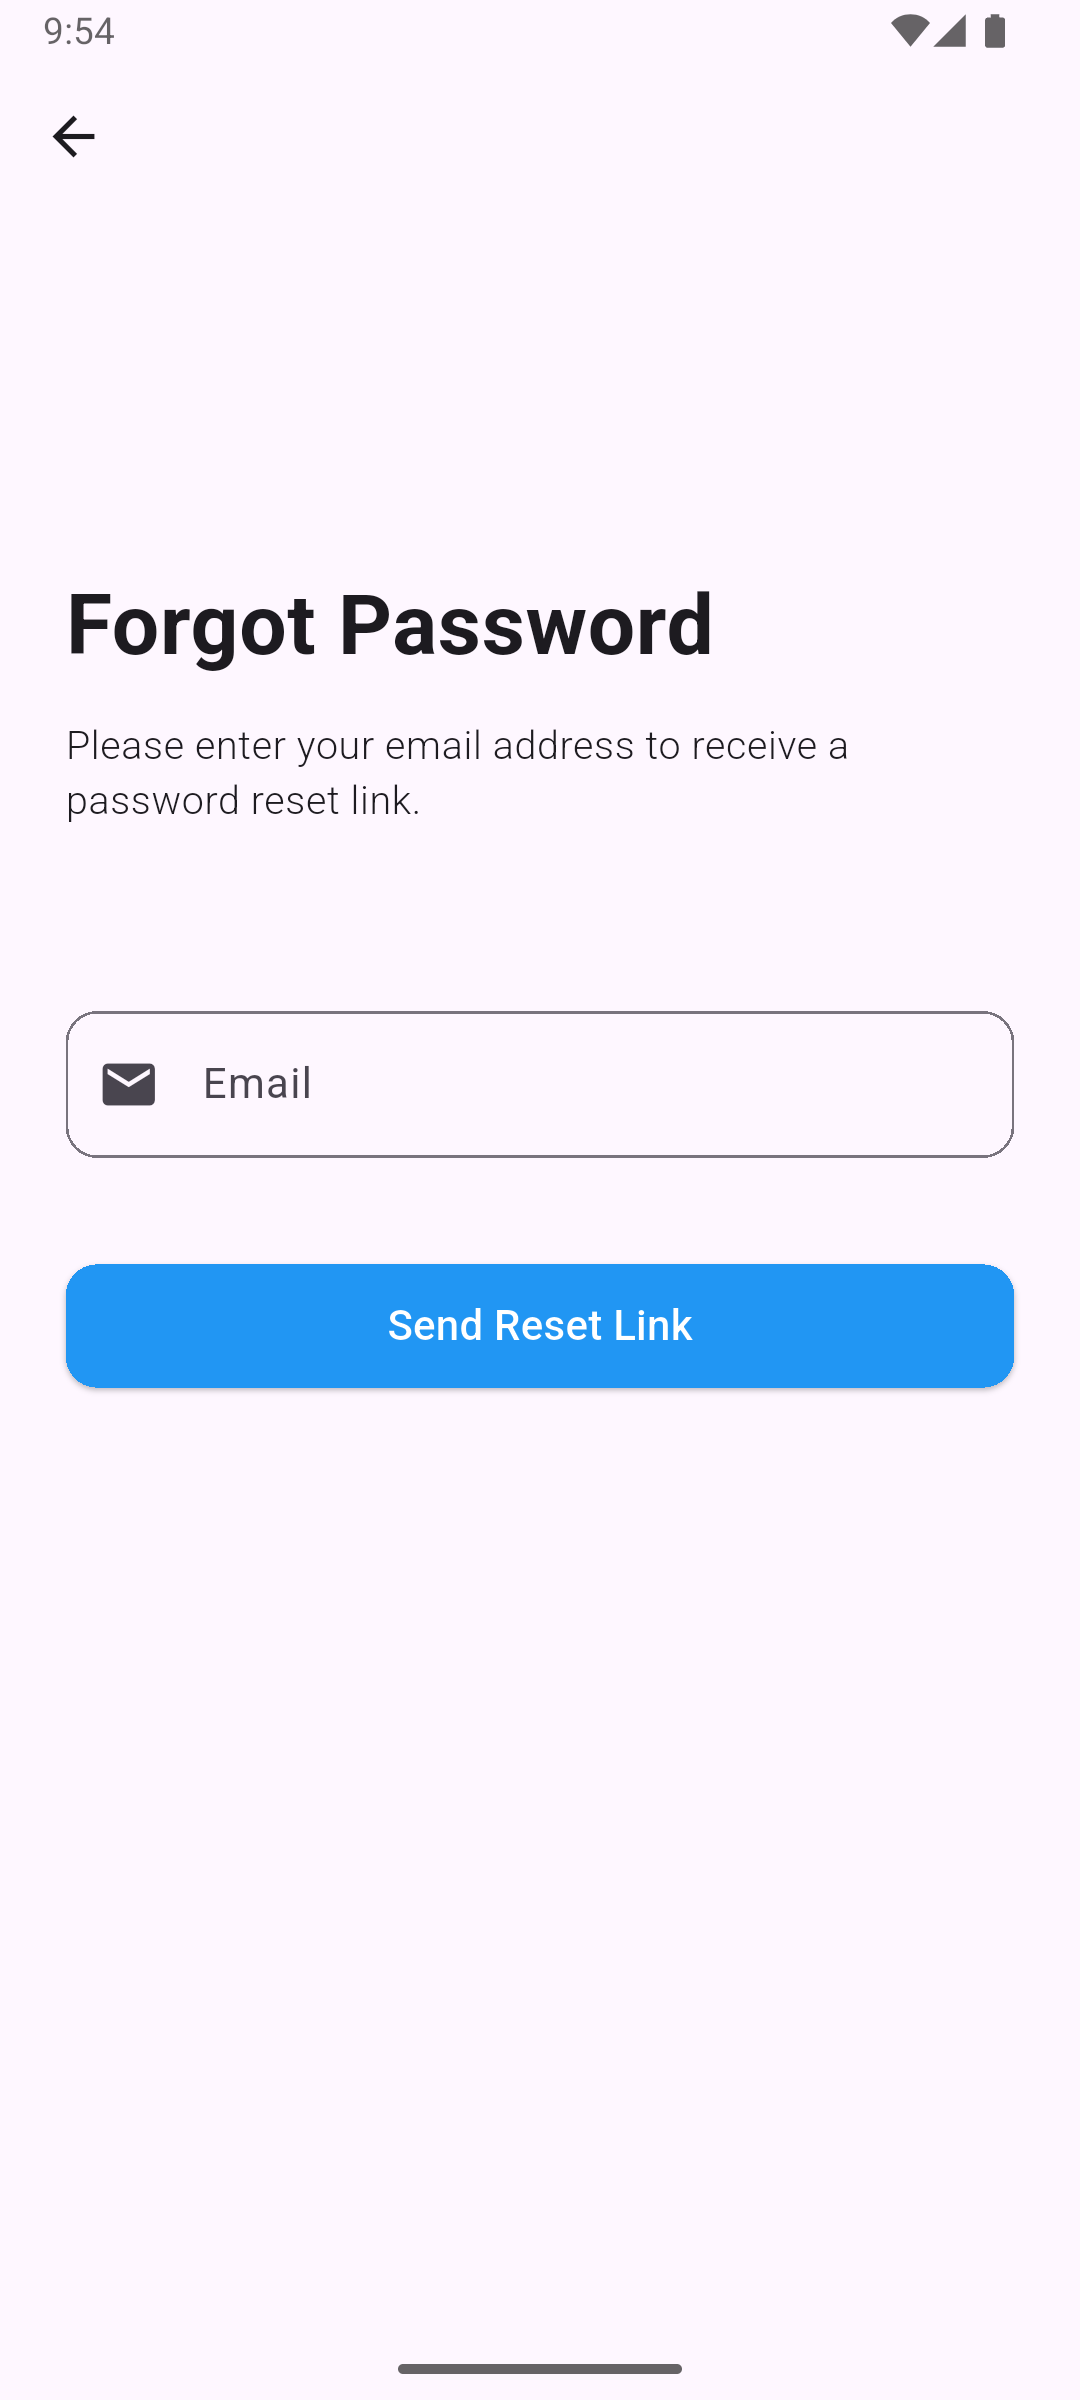 9:54
Forgot Password
Please enter your email address to receive a
password reset link.
Email
Send Reset Link